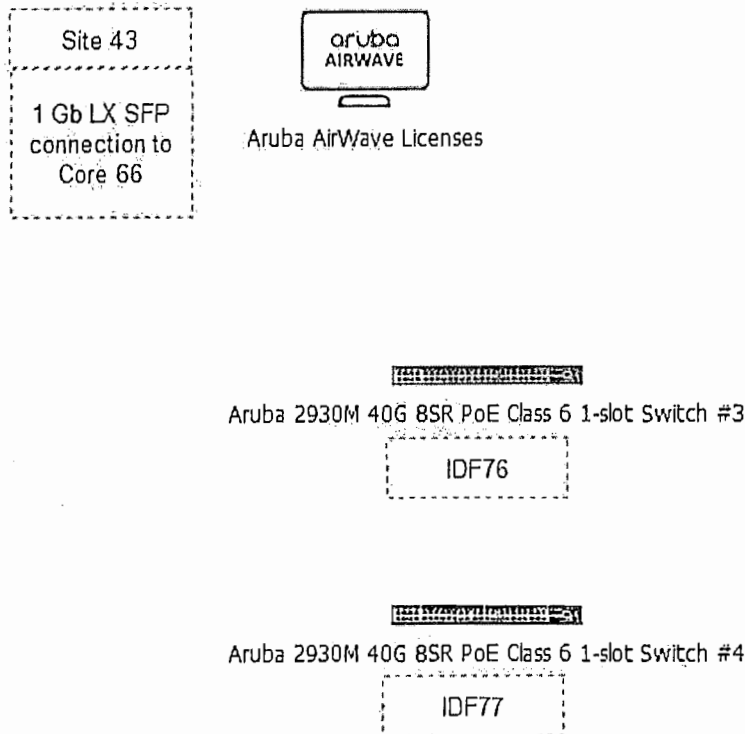 Site 43
1 Gb LX SFP
connection to
Core 66
aruba
AIRWAVE
Aruba AirWave Licenses
Aruba 2930M 40G 8SR PoE Class 6 1-slot Switch #3
IDF76
Aruba 2930M 40G 8SR PoE Class 6 1-slot Switch #4
IDF77